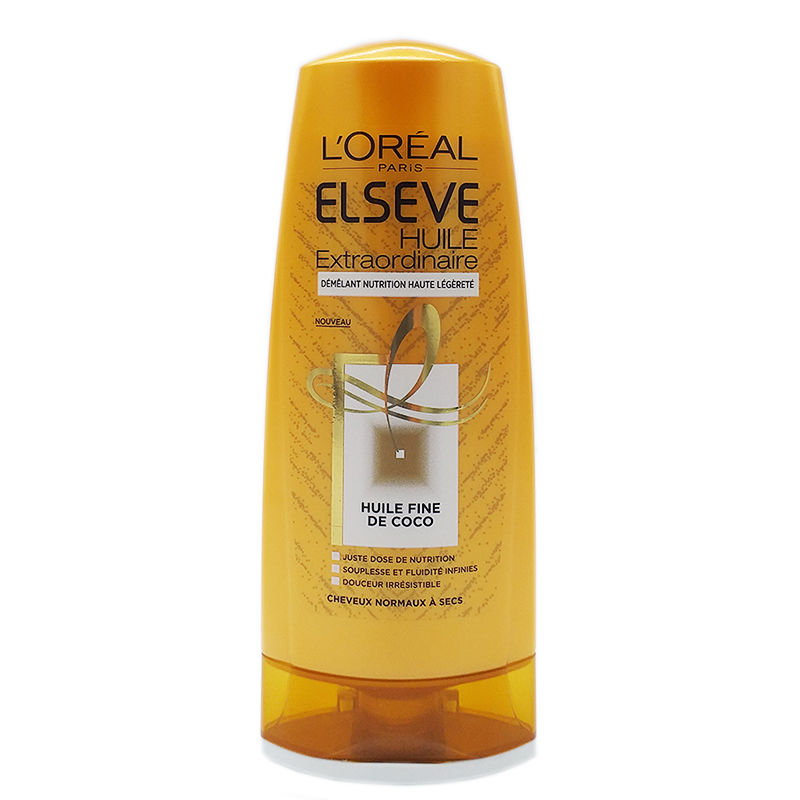 L'ORÉAL
PARIS
ELSEVE
HUILE
Extraordinaire
DÉMÊLANT NUTRITION HAUTE LÉGÈRETÉ
NOUVEAU
HUILE FINE
DE COCO
JUSTE DOSE DE NUTRITION
SOUPLESSE ET FLUIDITÉ INFINIES
DOUCEUR IRRÉSISTIBLE
CHEVEUX NORMAUX À SECS